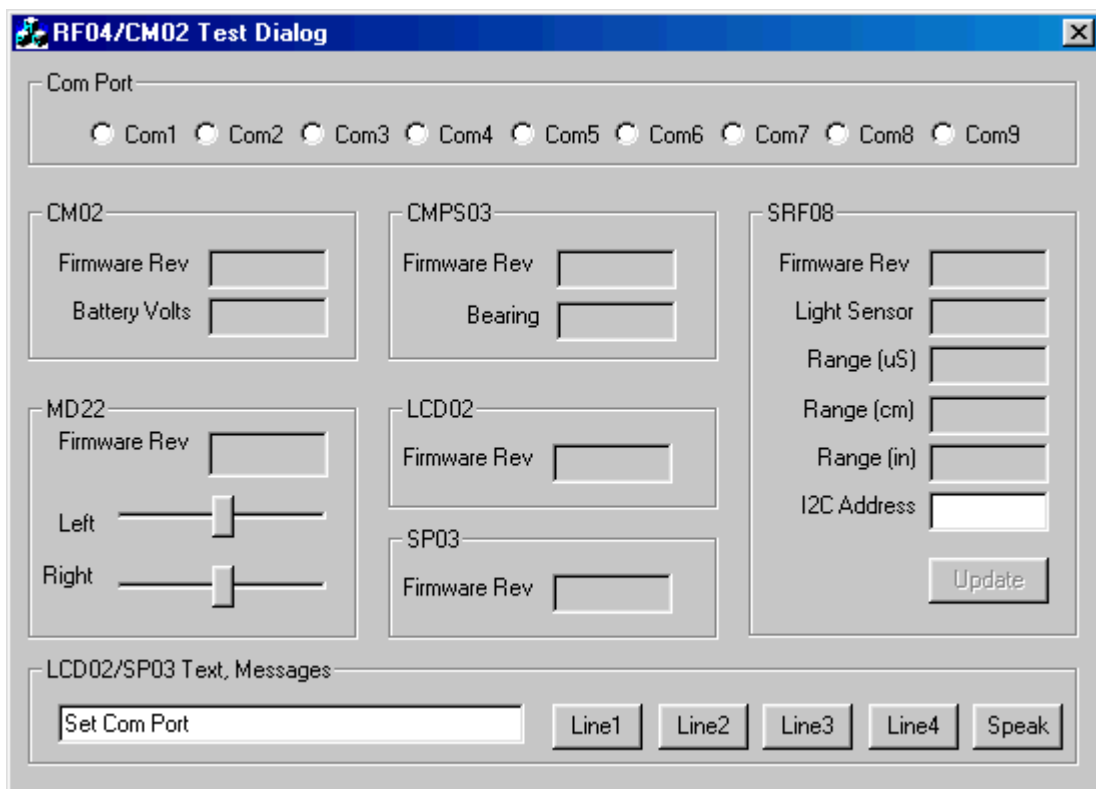 RF04/CM02 Test Dialog
Com Port
Com1 Com2 Com3 Com4 Com5 Com6 Com7 Com8 Com9
CM02
Firmware Rev
Battery Volts
CMPS03
Firmware Rev
Bearing
SRF08
Firmware Rev
Light Sensor
Range (uS)
Range (cm)
Range (in)
I2C Address
Update
MD22
Firmware Rev
Left
Right
LCD02
Firmware Rev
SP03
Firmware Rev
LCD02/SP03 Text, Messages
Set Com Port
Line1 Line2 Line3 Line4 Speak